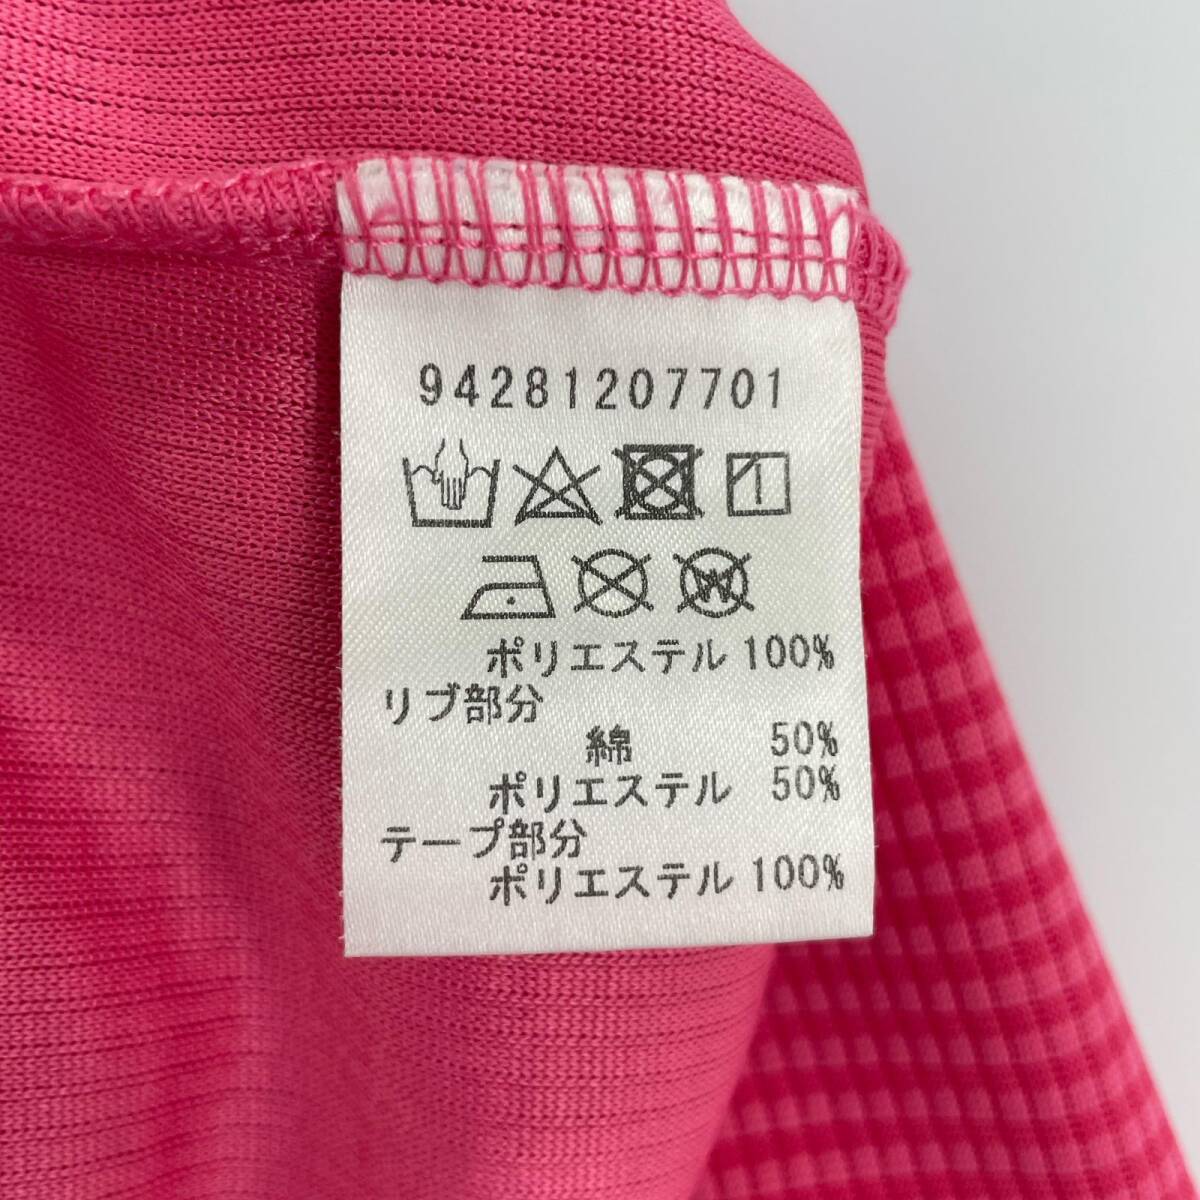 94281207701
ポリエステル 100%
リブ部分
綿 50%
ポリエステル 50%
テープ部分
ポリエステル 100%